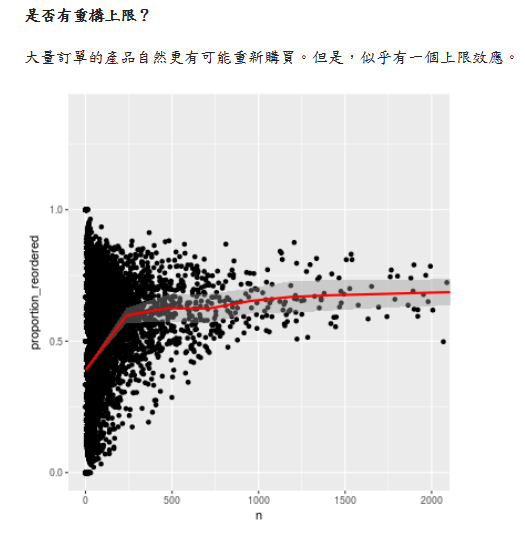 是否有重構上限？
大量訂單的產品自然更有可能重新購買。但是，似乎有一個上限效應。
1.0
proportion_reordered
0.5
0.0
0
500
1000
1500
2000
n